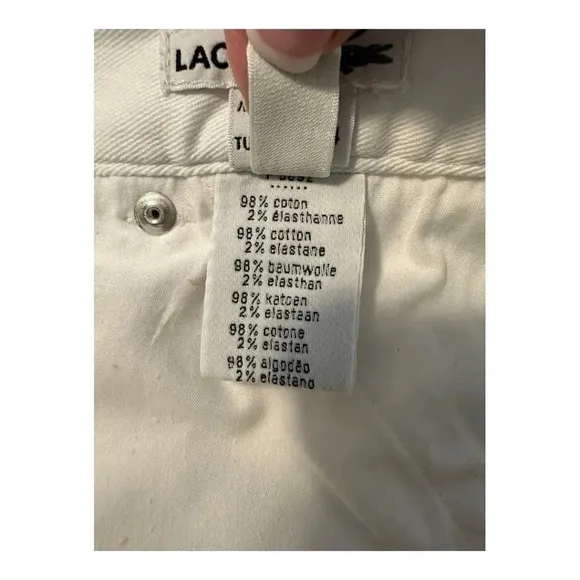 LAC
TU
98% coton
2% élasthanne
98% cotton
2% elastane
98% baumwolle
2% elasthan
98% katoen
2% elastaan
98% cotone
2% elastan
98% algodão
2% elastano